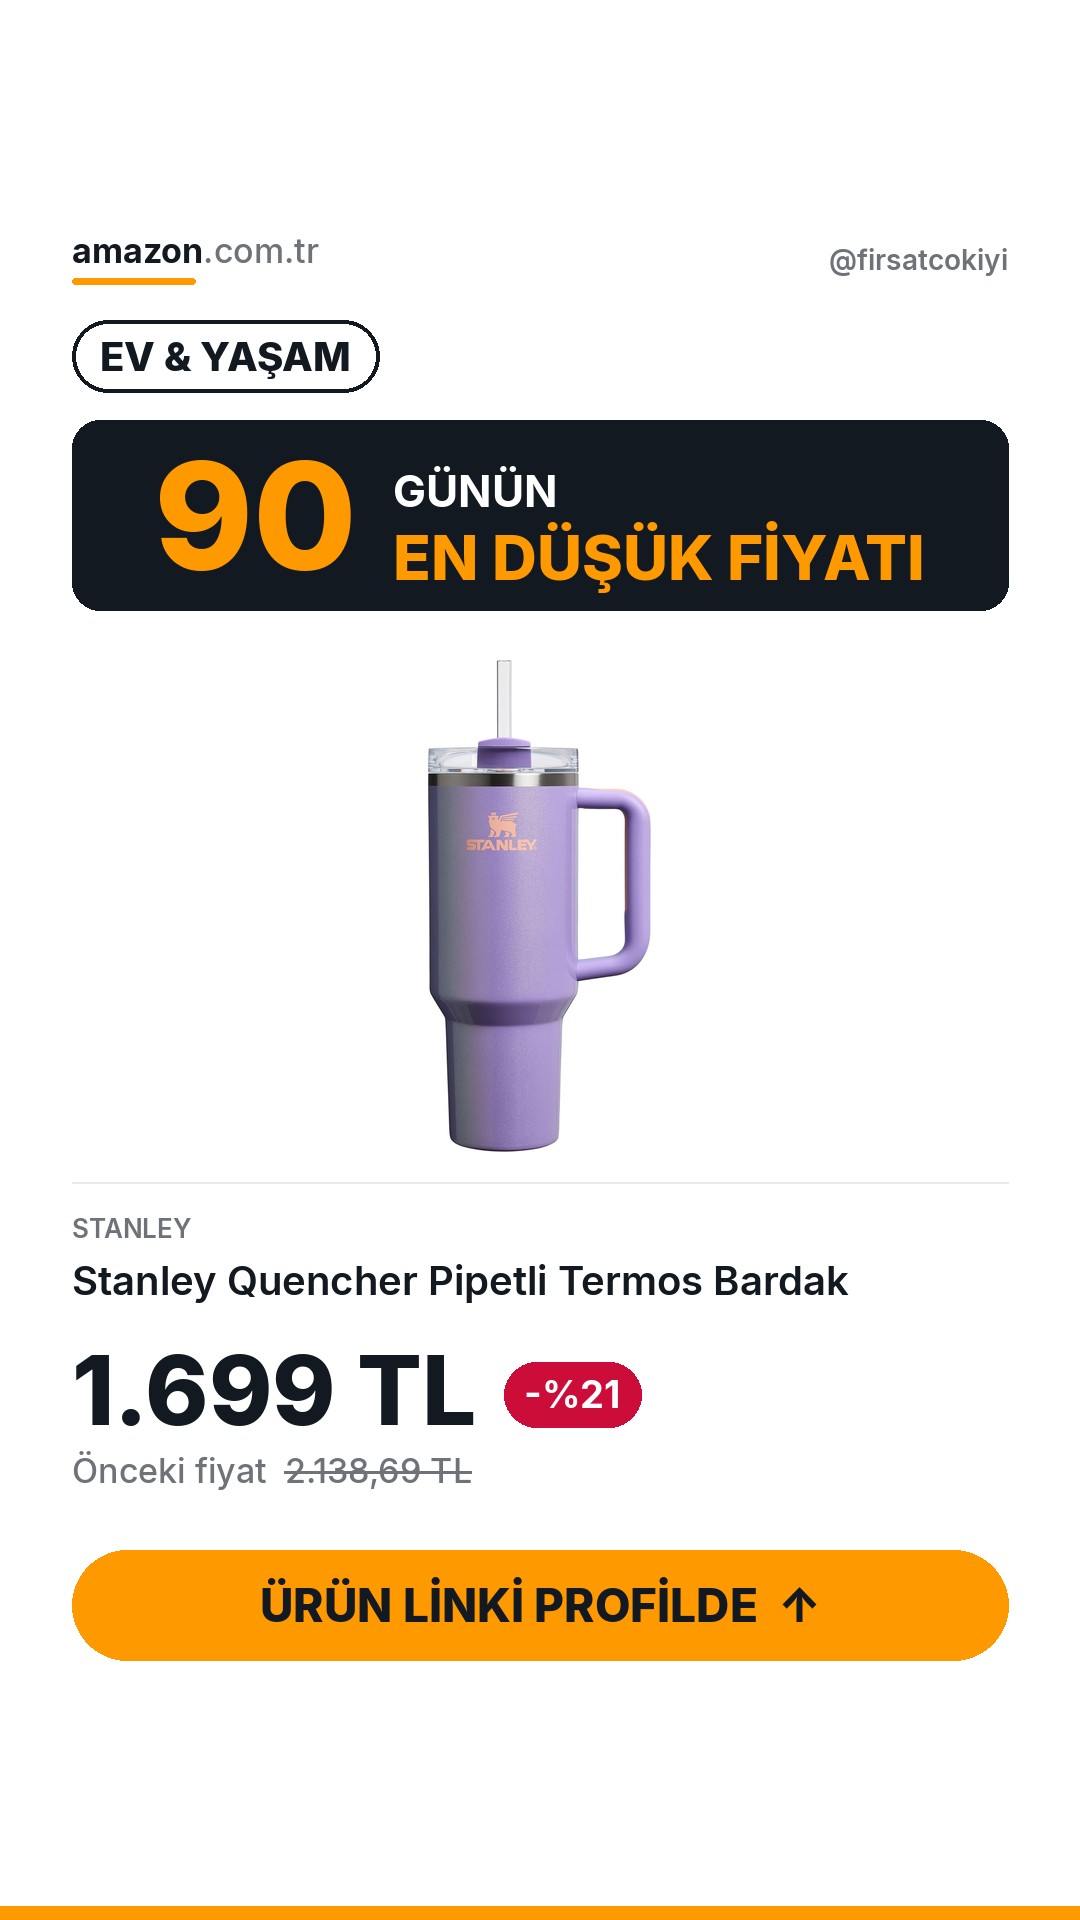 amazon.com.tr
@firsatcokiyi
EV & YAŞAM
90 GÜNÜN
EN DÜŞÜK FİYATI
STANLEY
STANLEY
Stanley Quencher Pipetli Termos Bardak
1.699 TL -%21
Önceki fiyat 2.138,69 TL
ÜRÜN LİNKİ PROFİLDE ↑